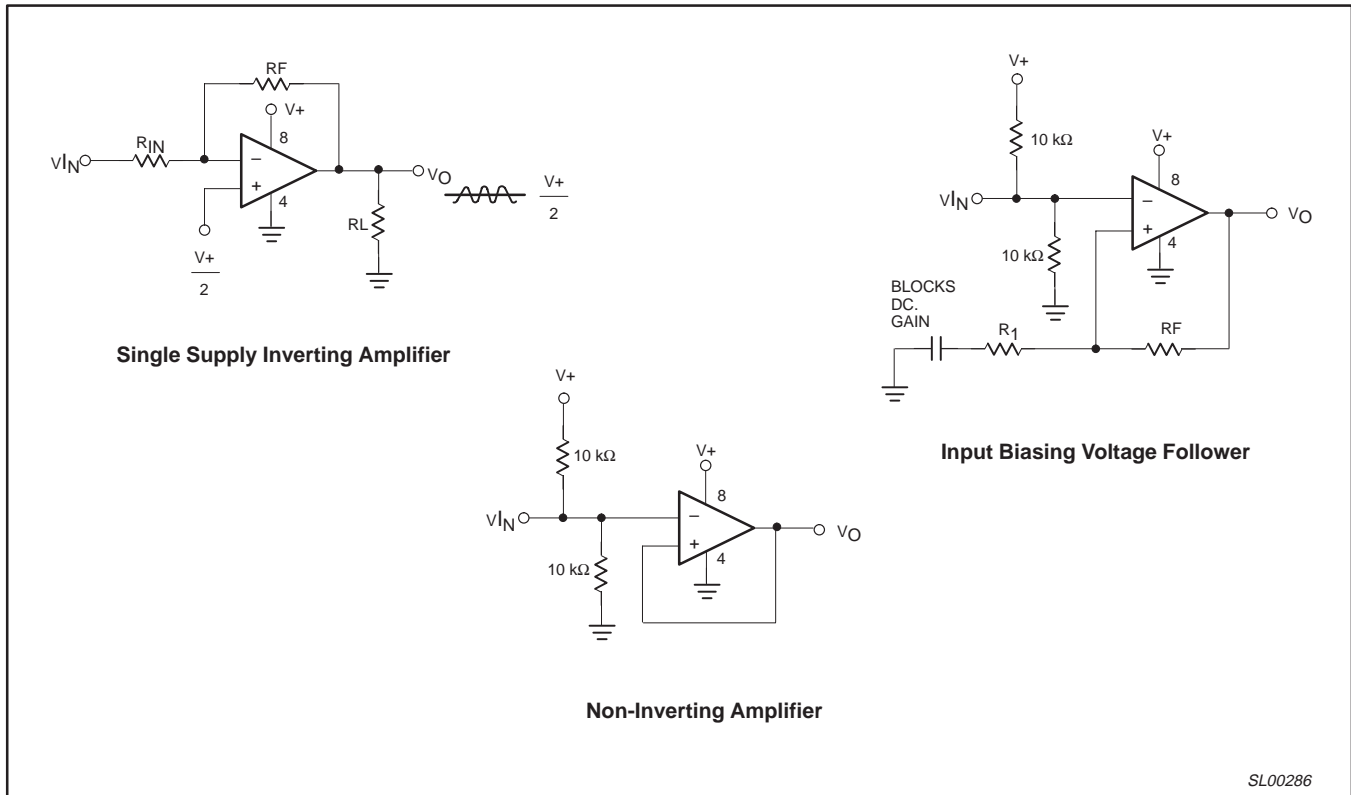 RF
V+
8
RIN
VIN
−
+
4
VO
V+
2
RL
V+
2
Single Supply Inverting Amplifier
V+
10 kΩ
V+
8
VIN
−
+
4
VO
10 kΩ
BLOCKS
DC.
GAIN
R1
RF
Input Biasing Voltage Follower
V+
10 kΩ
V+
8
VIN
−
+
4
VO
10 kΩ
Non-Inverting Amplifier
SL00286